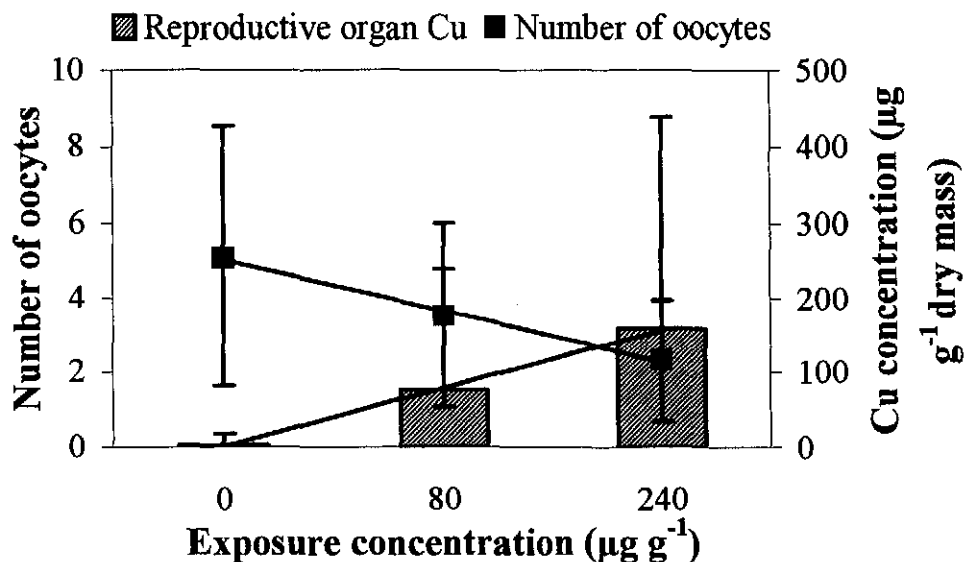 Reproductive organ Cu Number of oocytes
Number of oocytes
10
8
6
4
2
0
500
400
300
200
100
0
Cu concentration (µg
g⁻¹ dry mass)
0 80 240
Exposure concentration (µg g⁻¹)